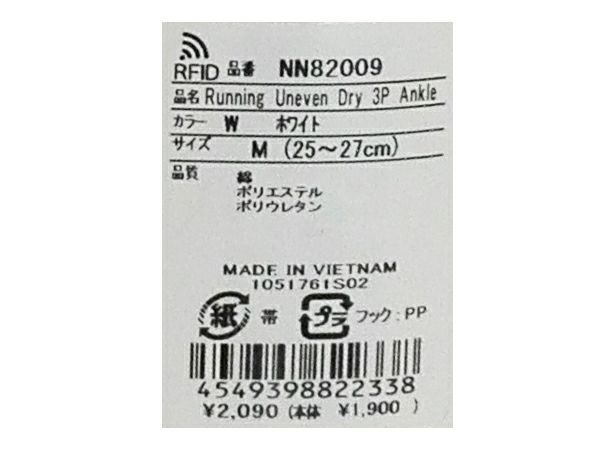 RFID 品番 NN82009
品名 Running Uneven Dry 3P Ankle
カラー W ホワイト
サイズ M (25～27cm)
品質 綿
ポリエステル
ポリウレタン
MADE IN VIETNAM
1051761S02
紙 帯 プラ フック:PP
4549398822338
¥2,090 (本体 ¥1,900 )